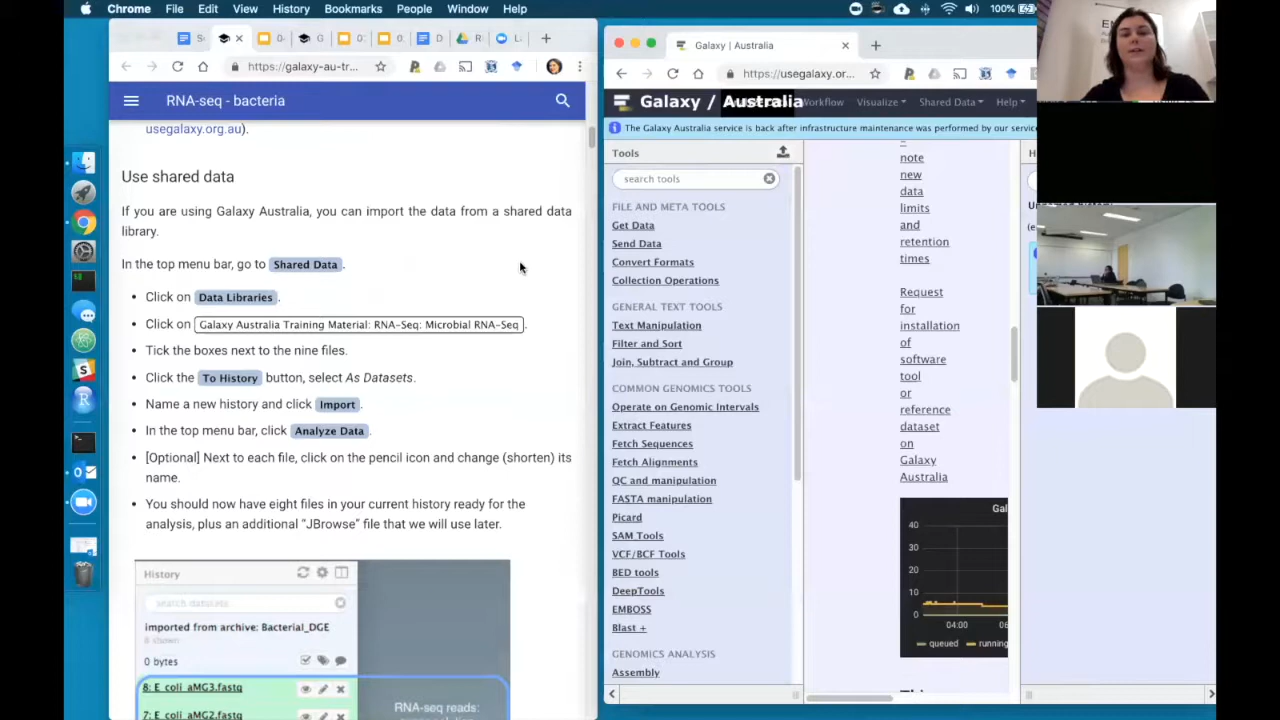 Chrome File Edit View History Bookmarks People Window Help
100%
https://galaxy-au-tr...
RNA-seq - bacteria
usegalaxy.org.au).
Use shared data
If you are using Galaxy Australia, you can import the data from a shared data
library.
In the top menu bar, go to Shared Data.
• Click on Data Libraries.
• Click on Galaxy Australia Training Material: RNA-Seq: Microbial RNA-Seq.
• Tick the boxes next to the nine files.
• Click the To History button, select As Datasets.
• Name a new history and click Import.
• In the top menu bar, click Analyze Data.
• [Optional] Next to each file, click on the pencil icon and change (shorten) its
name.
• You should now have eight files in your current history ready for the
analysis, plus an additional “JBrowse” file that we will use later.
History
search datasets
imported from archive: Bacterial_DGE
8 shown
0 bytes
8: E_coli_aMG3.fastq
7: E_coli_aMG2.fastq
RNA-seq reads:
Galaxy | Australia
https://usegalaxy.or...
Galaxy / Australia Workflow Visualize Shared Data Help
The Galaxy Australia service is back after infrastructure maintenance was performed by our service
Tools
search tools
FILE AND META TOOLS
Get Data
Send Data
Convert Formats
Collection Operations
GENERAL TEXT TOOLS
Text Manipulation
Filter and Sort
Join, Subtract and Group
COMMON GENOMICS TOOLS
Operate on Genomic Intervals
Extract Features
Fetch Sequences
Fetch Alignments
QC and manipulation
FASTA manipulation
Picard
SAM Tools
VCF/BCF Tools
BED tools
DeepTools
EMBOSS
Blast +
GENOMICS ANALYSIS
Assembly
–
note
new
data
limits
and
retention
times
Request
for
installation
of
software
tool
or
reference
dataset
on
Galaxy
Australia
Gal
40
30
20
10
0
04:00
queued running